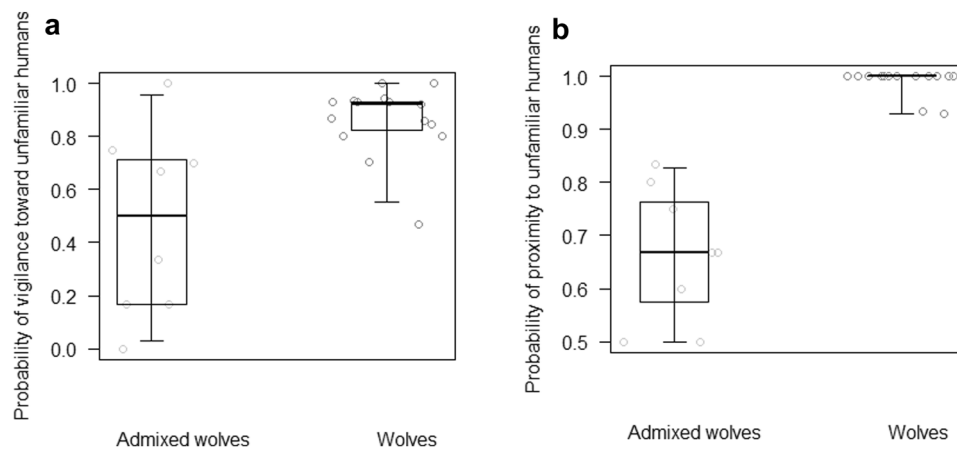 a
Probability of vigilance toward unfamiliar humans
1.0
0.8
0.6
0.4
0.2
0.0
Admixed wolves
Wolves
b
Probability of proximity to unfamiliar humans
1.0
0.9
0.8
0.7
0.6
0.5
Admixed wolves
Wolves